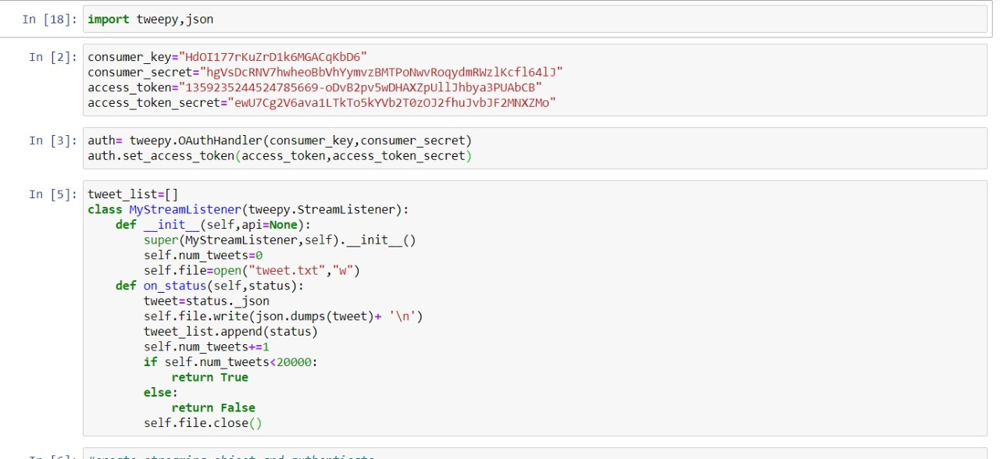 In [18]: import tweepy,json
In [2]: consumer_key="HdOI177rKuZrD1k6MGACqKbD6"
consumer_secret="hgVsDcRNV7hwheoBbVhYymvzBMTPoNwvRoqydmRWzlKcfl64lJ"
access_token="1359235244524785669-oDvB2pv5wDHAXZpUllJhbya3PUAbCB"
access_token_secret="ewU7Cg2V6ava1LTkTo5kYVb2T0zOJ2fhuJvbJF2MNXZMo"
In [3]: auth= tweepy.OAuthHandler(consumer_key,consumer_secret)
auth.set_access_token(access_token,access_token_secret)
In [5]: tweet_list=[]
class MyStreamListener(tweepy.StreamListener):
    def __init__(self,api=None):
        super(MyStreamListener,self).__init__()
        self.num_tweets=0
        self.file=open("tweet.txt","w")
    def on_status(self,status):
        tweet=status._json
        self.file.write(json.dumps(tweet)+ '\n')
        tweet_list.append(status)
        self.num_tweets+=1
        if self.num_tweets<20000:
            return True
        else:
            return False
        self.file.close()